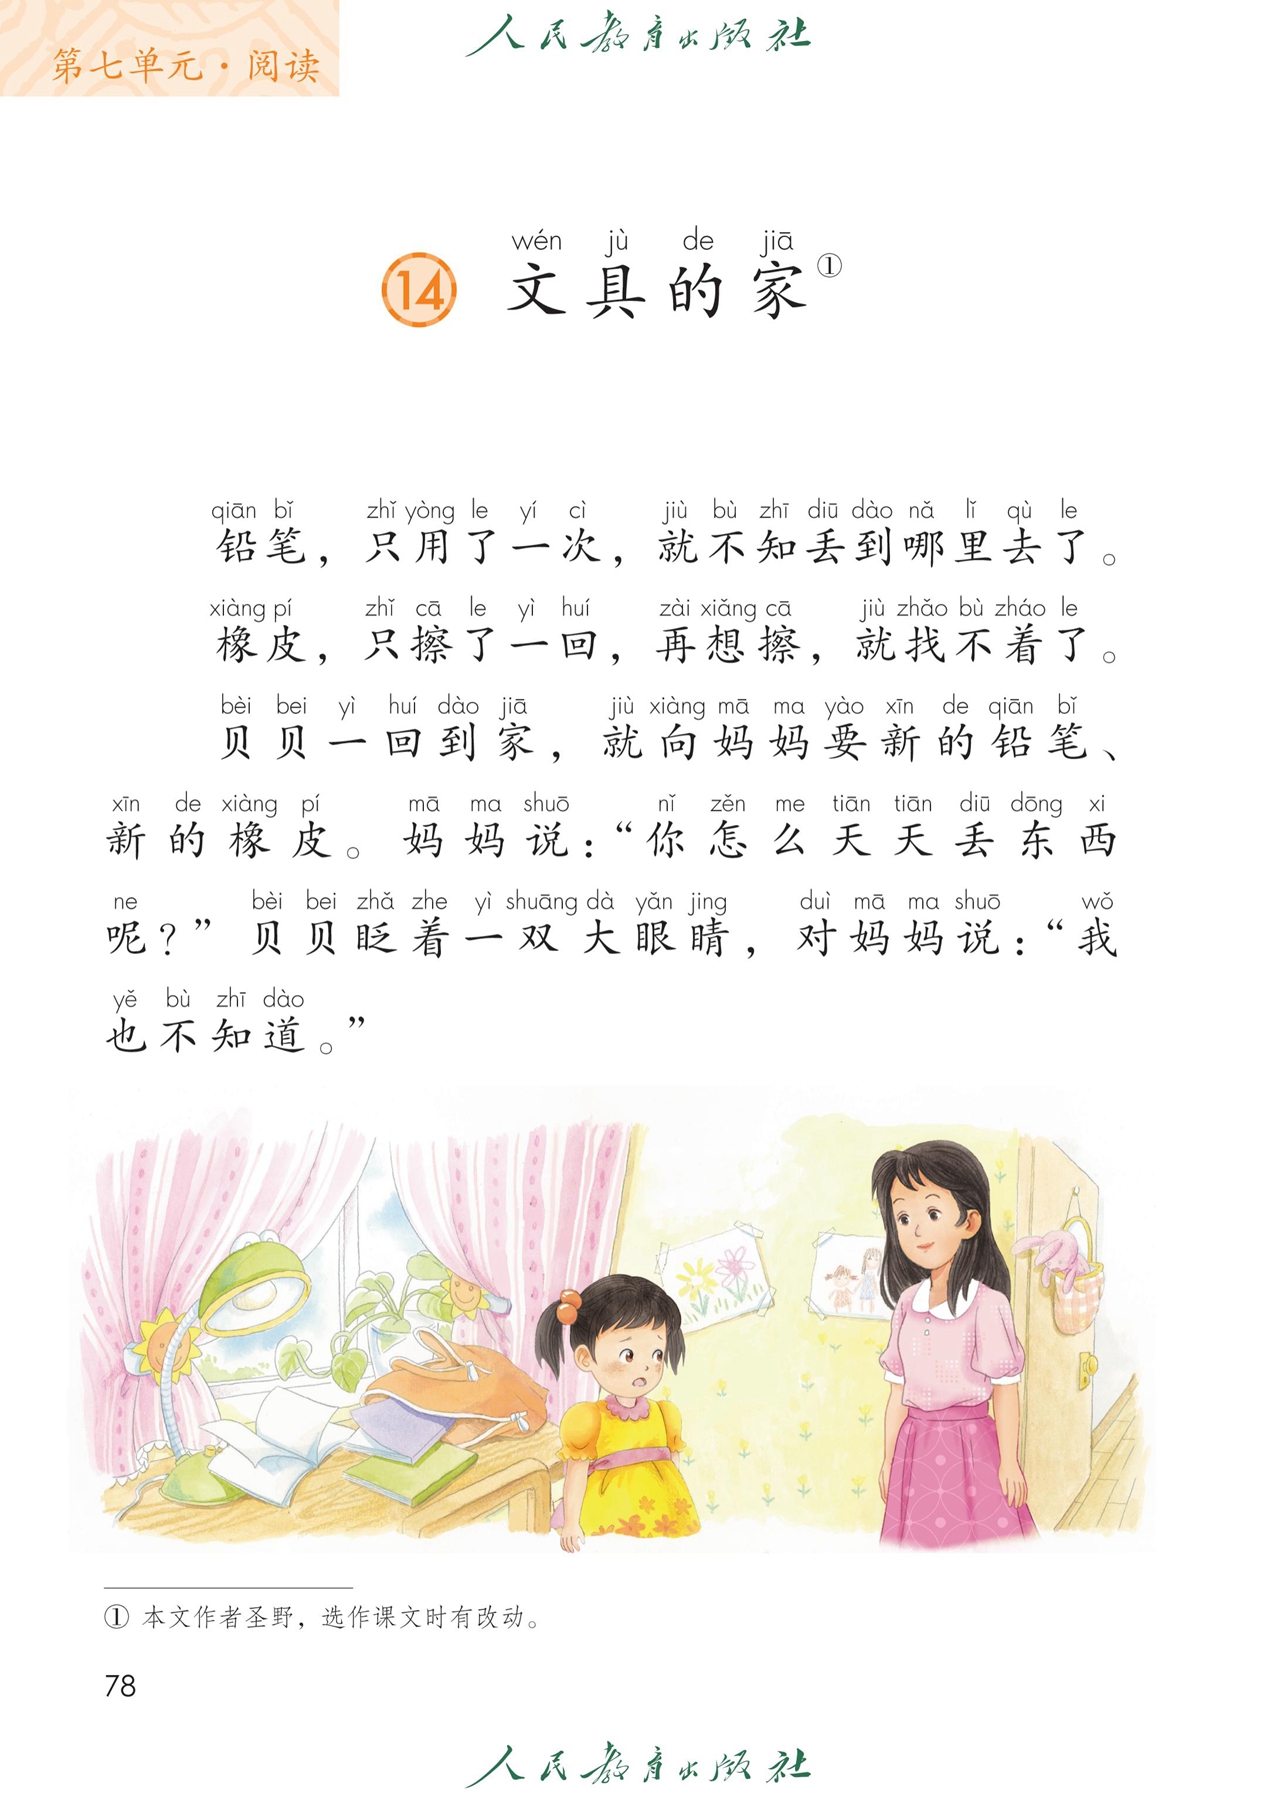 人民教育出版社
第七单元·阅读
wén jù de jiā
14 文具的家①
qiān bǐ zhǐ yòng le yí cì jiù bù zhī diū dào nǎ lǐ qù le
铅笔，只用了一次，就不知丢到哪里去了。
xiàng pí zhǐ cā le yì huí zài xiǎng cā jiù zhǎo bù zháo le
橡皮，只擦了一回，再想擦，就找不着了。
bèi bei yì huí dào jiā jiù xiàng mā ma yào xīn de qiān bǐ
贝贝一回到家，就向妈妈要新的铅笔、
xīn de xiàng pí mā ma shuō nǐ zěn me tiān tiān diū dōng xi
新的橡皮。妈妈说：“你怎么天天丢东西
ne bèi bei zhǎ zhe yì shuāng dà yǎn jing duì mā ma shuō wǒ
呢？”贝贝眨着一双大眼睛，对妈妈说：“我
yě bù zhī dào
也不知道。”
① 本文作者圣野，选作课文时有改动。
78
人民教育出版社